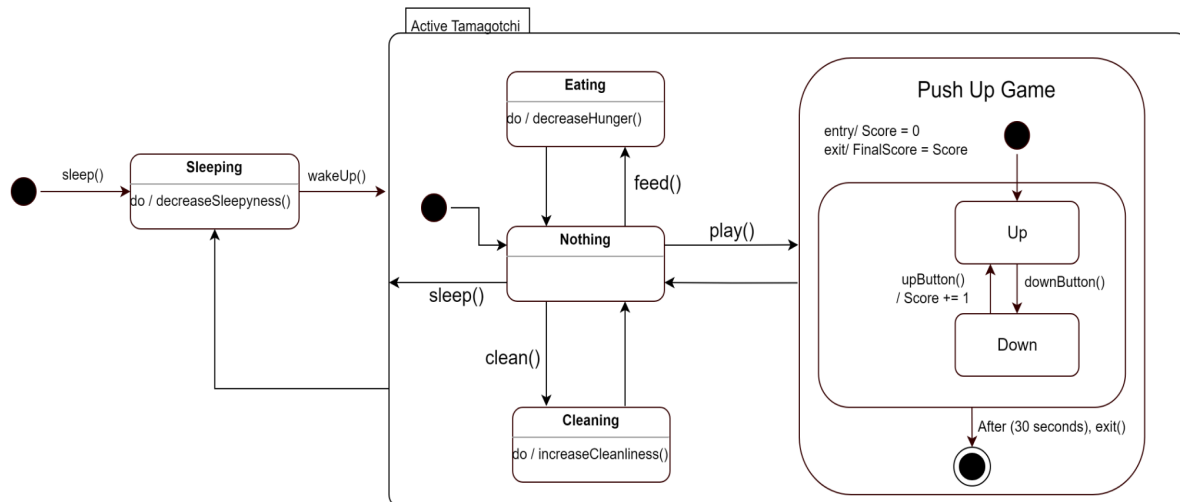 Active Tamagotchi
Eating
do / decreaseHunger()
Push Up Game
entry/ Score = 0
exit/ FinalScore = Score
sleep()
Sleeping
do / decreaseSleepyness()
wakeUp()
feed()
Nothing
play()
sleep()
Up
upButton()
/ Score += 1
downButton()
Down
clean()
Cleaning
do / increaseCleanliness()
After (30 seconds), exit()